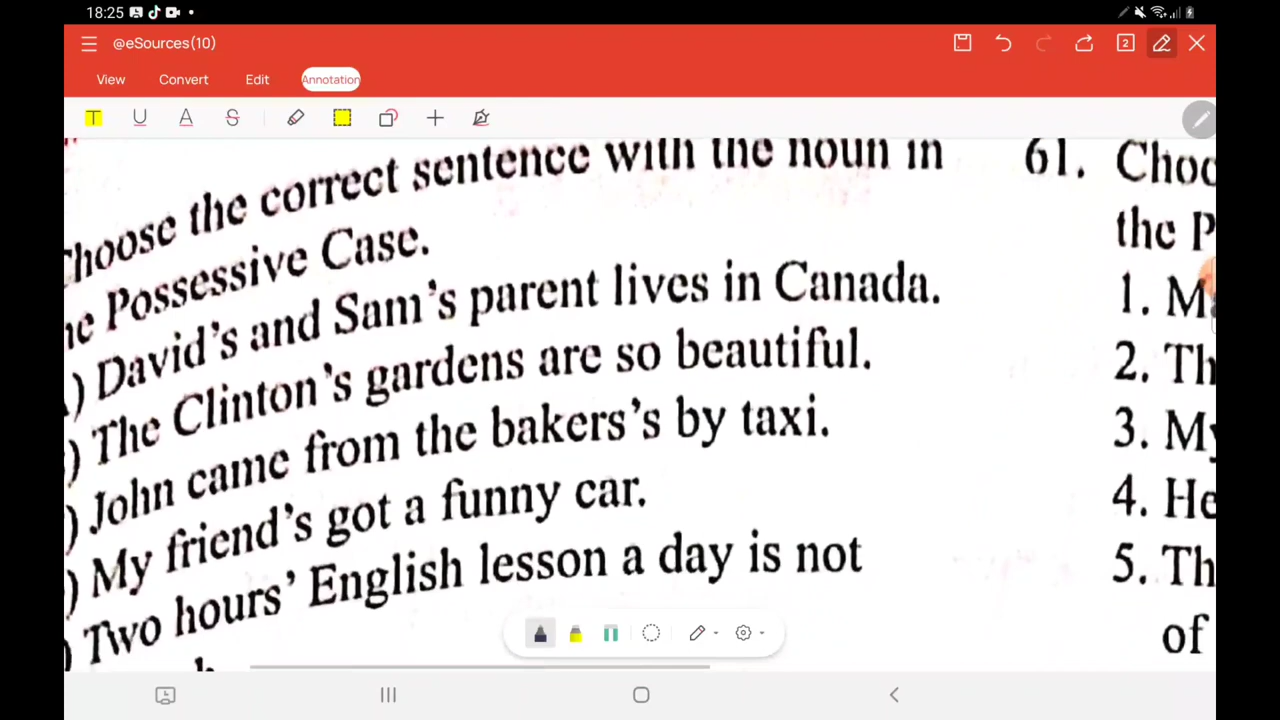 18:25
@eSources(10)
2
View Convert Edit Annotation
T U A S
Choose the correct sentence with the noun in
Possessive Case.
) David's and Sam's parent lives in Canada.
) The Clinton's gardens are so beautiful.
) John came from the bakers's by taxi.
) My friend's got a funny car.
) Two hours' English lesson a day is not
61.
the P
1. M
2. Th
3. My
4. He
5. Th
of